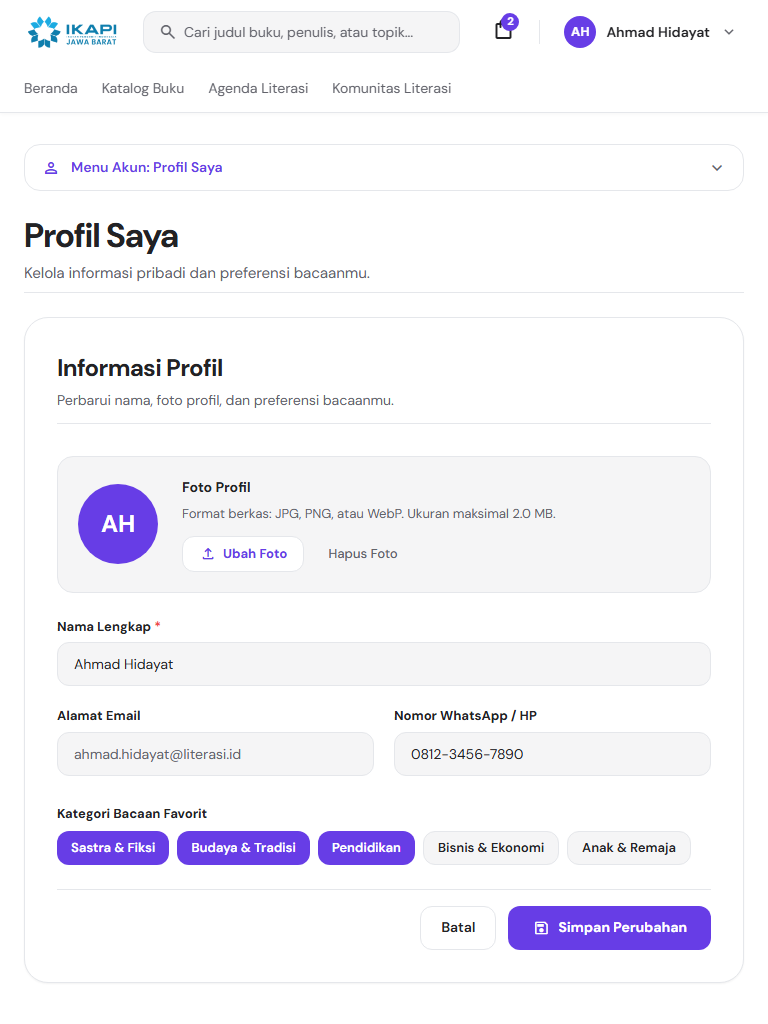 IKAPI
JAWA BARAT
Cari judul buku, penulis, atau topik...
2
AH
Ahmad Hidayat
Beranda
Katalog Buku
Agenda Literasi
Komunitas Literasi
Menu Akun: Profil Saya
Profil Saya
Kelola informasi pribadi dan preferensi bacaanmu.
Informasi Profil
Perbarui nama, foto profil, dan preferensi bacaanmu.
AH
Foto Profil
Format berkas: JPG, PNG, atau WebP. Ukuran maksimal 2.0 MB.
Ubah Foto
Hapus Foto
Nama Lengkap *
Ahmad Hidayat
Alamat Email
ahmad.hidayat@literasi.id
Nomor WhatsApp / HP
0812-3456-7890
Kategori Bacaan Favorit
Sastra & Fiksi
Budaya & Tradisi
Pendidikan
Bisnis & Ekonomi
Anak & Remaja
Batal
Simpan Perubahan